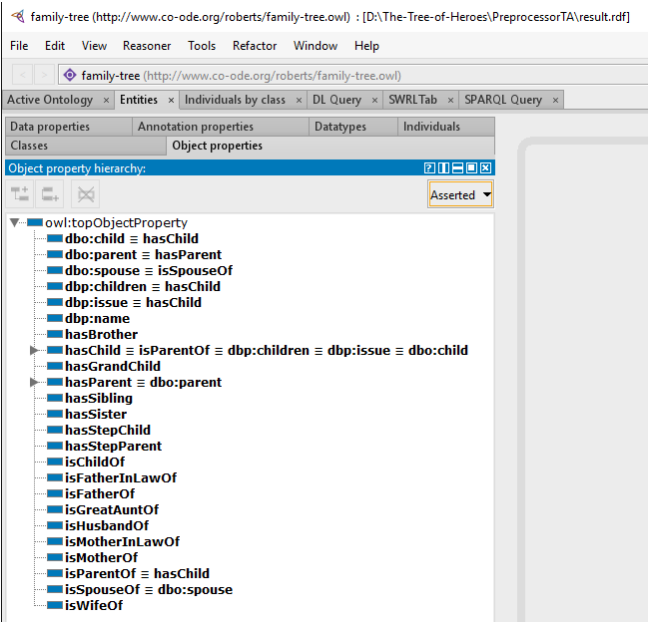 family-tree (http://www.co-ode.org/roberts/family-tree.owl) : [D:\The-Tree-of-Heroes\PreprocessorTA\result.rdf]
File Edit View Reasoner Tools Refactor Window Help
< > family-tree (http://www.co-ode.org/roberts/family-tree.owl)
Active Ontology × Entities × Individuals by class × DL Query × SWRLTab × SPARQL Query ×
Data properties Annotation properties Datatypes Individuals
Classes Object properties
Object property hierarchy:
Asserted
owl:topObjectProperty
dbo:child ≡ hasChild
dbo:parent ≡ hasParent
dbo:spouse ≡ isSpouseOf
dbp:children ≡ hasChild
dbp:issue ≡ hasChild
dbp:name
hasBrother
hasChild ≡ isParentOf ≡ dbp:children ≡ dbp:issue ≡ dbo:child
hasGrandChild
hasParent ≡ dbo:parent
hasSibling
hasSister
hasStepChild
hasStepParent
isChildOf
isFatherInLawOf
isFatherOf
isGreatAuntOf
isHusbandOf
isMotherInLawOf
isMotherOf
isParentOf ≡ hasChild
isSpouseOf ≡ dbo:spouse
isWifeOf